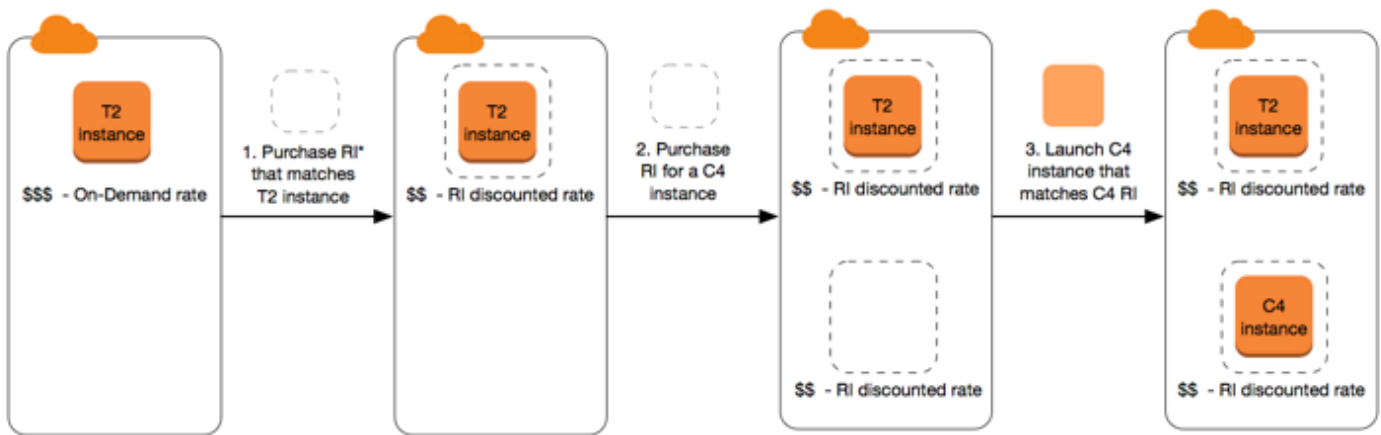 T2
instance
$$$ - On-Demand rate
1. Purchase RI*
that matches
T2 instance
T2
instance
$$ - RI discounted rate
2. Purchase
RI for a C4
instance
T2
instance
$$ - RI discounted rate
$$ - RI discounted rate
3. Launch C4
instance that
matches C4 RI
T2
instance
$$ - RI discounted rate
C4
instance
$$ - RI discounted rate